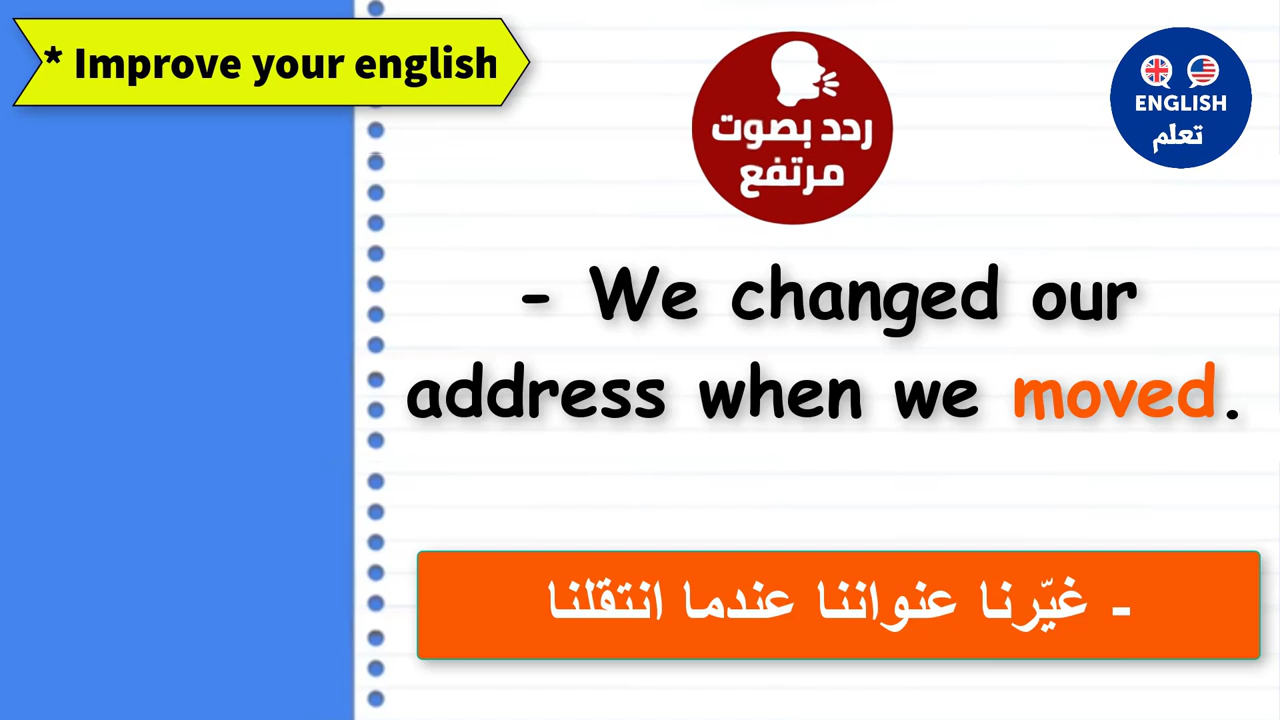 * Improve your english
ردد بصوت
مرتفع
ENGLISH
تعلم
- We changed our
address when we moved.
- غيّرنا عنواننا عندما انتقلنا